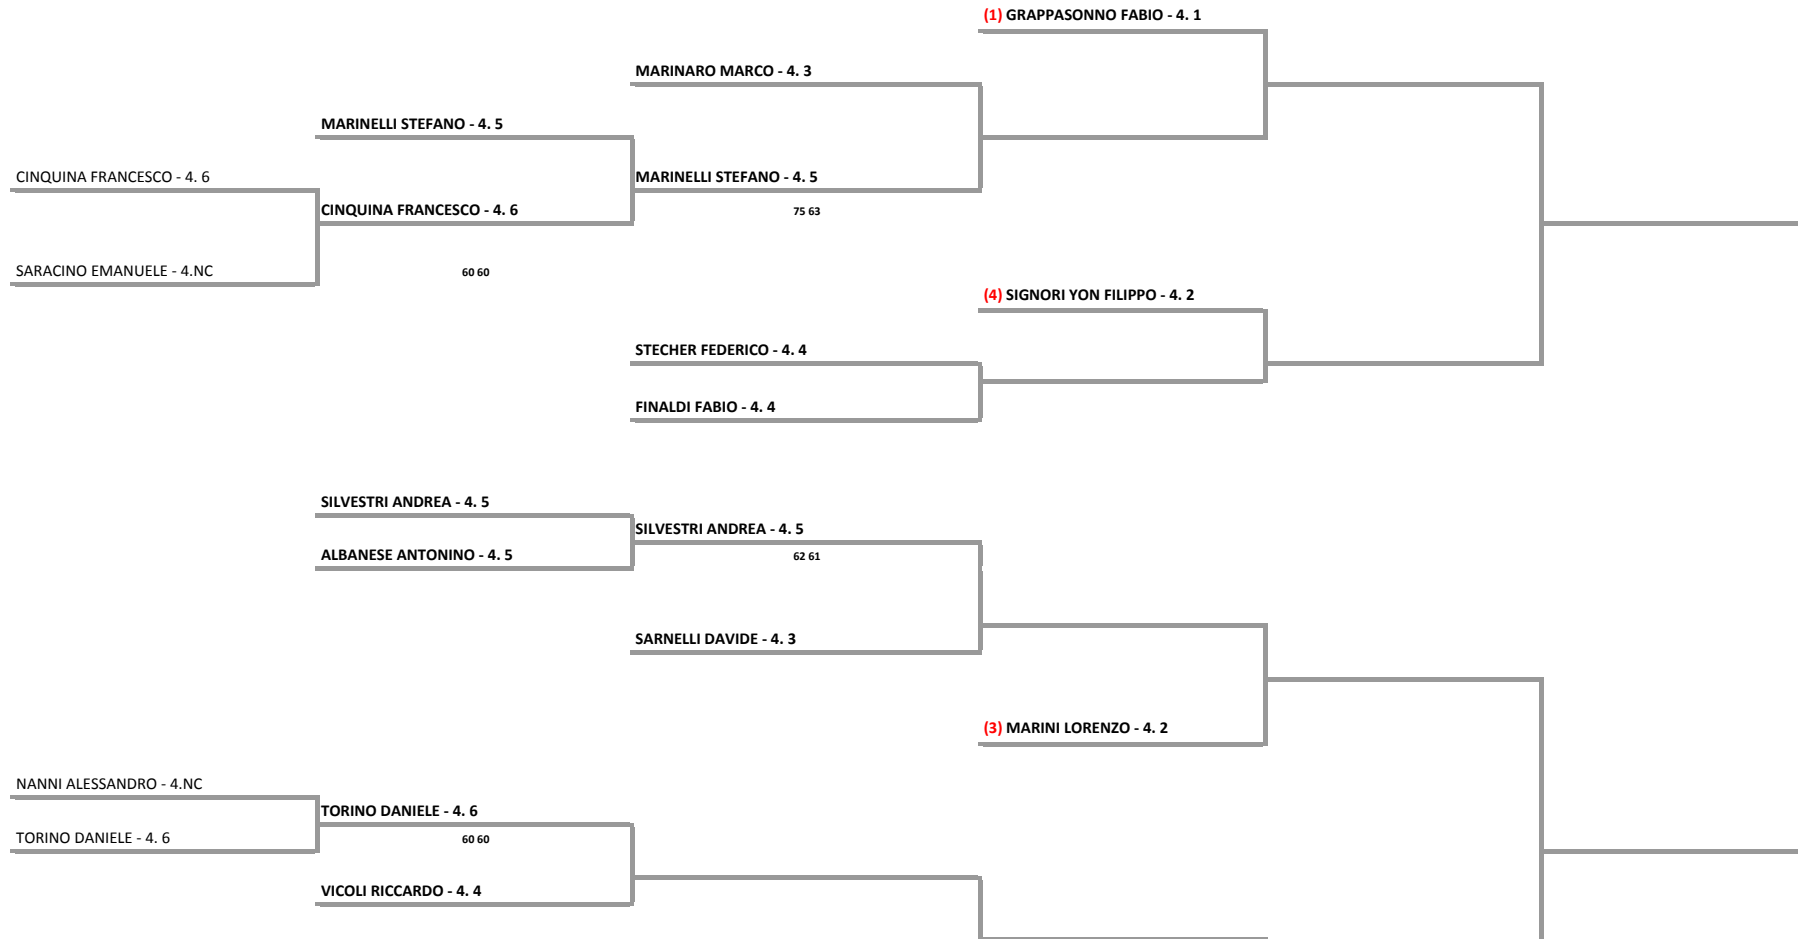 (1) GRAPPASONNO FABIO - 4. 1
MARINARO MARCO - 4. 3
MARINELLI STEFANO - 4. 5
CINQUINA FRANCESCO - 4. 6
MARINELLI STEFANO - 4. 5
CINQUINA FRANCESCO - 4. 6
75 63
SARACINO EMANUELE - 4.NC
60 60
(4) SIGNORI YON FILIPPO - 4. 2
STECHER FEDERICO - 4. 4
FINALDI FABIO - 4. 4
SILVESTRI ANDREA - 4. 5
SILVESTRI ANDREA - 4. 5
ALBANESE ANTONINO - 4. 5
62 61
SARNELLI DAVIDE - 4. 3
(3) MARINI LORENZO - 4. 2
NANNI ALESSANDRO - 4.NC
TORINO DANIELE - 4. 6
TORINO DANIELE - 4. 6
60 60
VICOLI RICCARDO - 4. 4